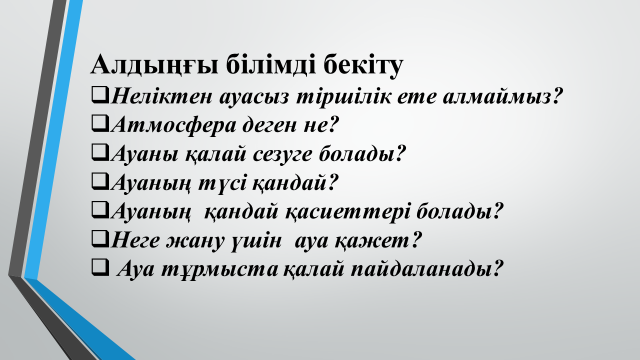 Алдыңғы білімді бекіту
❑Неліктен ауасыз тіршілік ете алмаймыз?
❑Атмосфера деген не?
❑Ауаны қалай сезуге болады?
❑Ауаның түсі қандай?
❑Ауаның қандай қасиеттері болады?
❑Неге жану үшін ауа қажет?
❑ Ауа тұрмыста қалай пайдаланады?